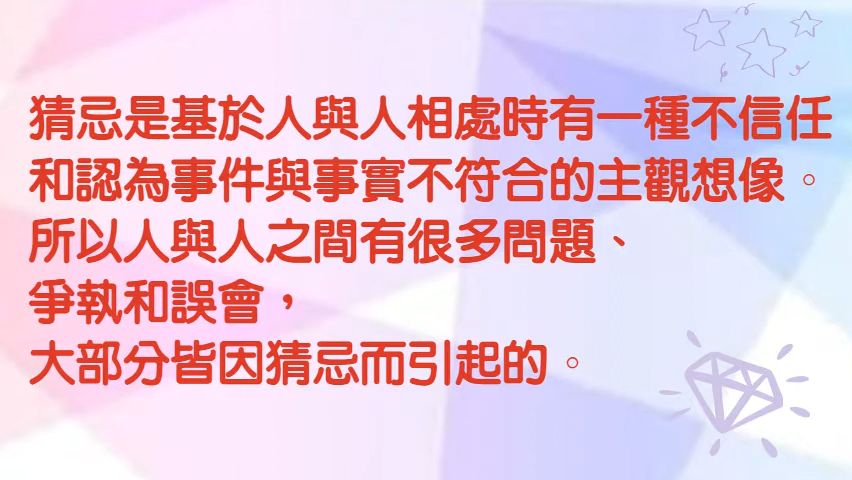 猜忌是基於人與人相處時有一種不信任
和認為事件與事實不符合的主觀想像。
所以人與人之間有很多問題、
爭執和誤會，
大部分皆因猜忌而引起的。